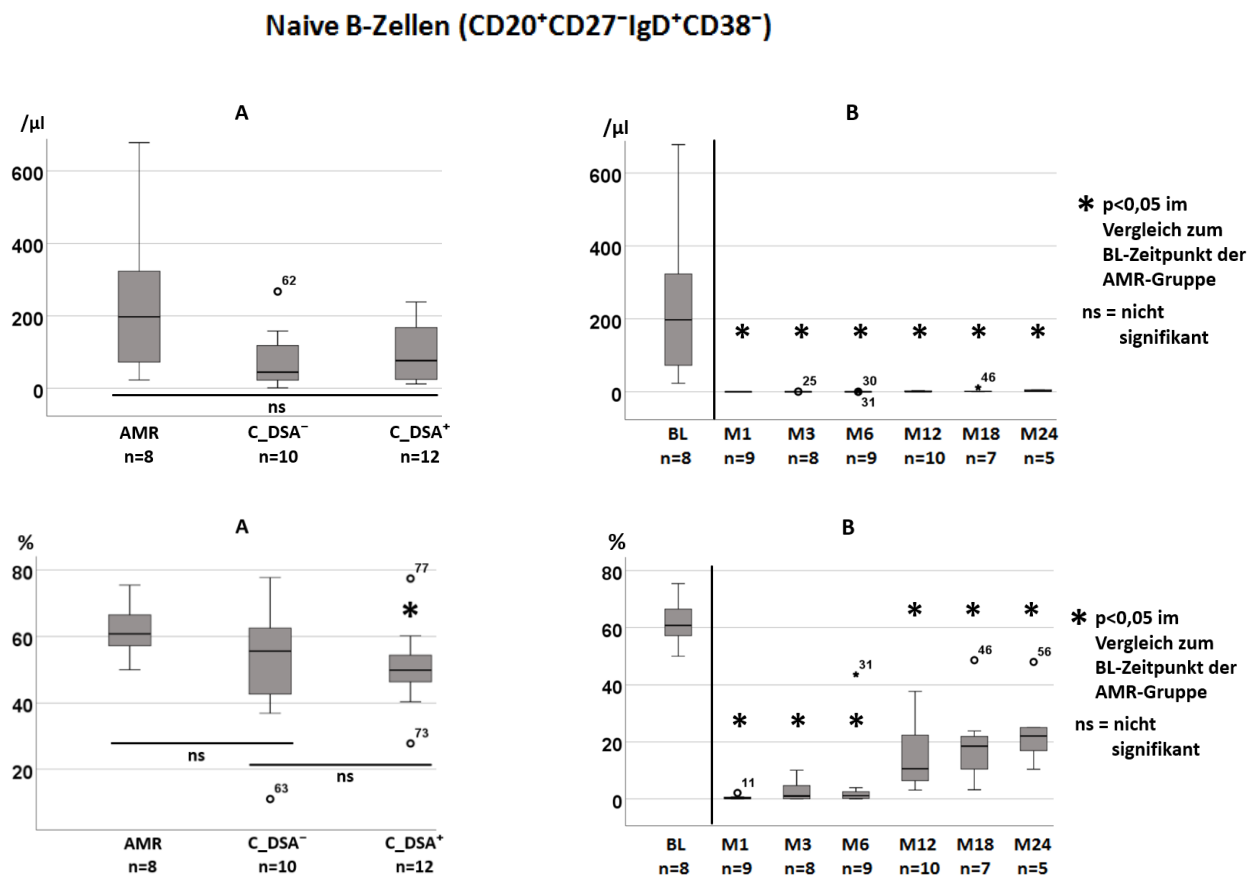 Naive B-Zellen (CD20⁺CD27⁻IgD⁺CD38⁻)
A
/µl
600
400
200
0
62
ns
AMR
n=8
C_DSA⁻
n=10
C_DSA⁺
n=12
B
/µl
600
400
200
0
* * * * * *
25
30
31
46
BL
n=8
M1
n=9
M3
n=8
M6
n=9
M12
n=10
M18
n=7
M24
n=5
* p<0,05 im
Vergleich zum
BL-Zeitpunkt der
AMR-Gruppe
ns = nicht
signifikant
A
%
80
60
40
20
77
*
73
63
ns
ns
AMR
n=8
C_DSA⁻
n=10
C_DSA⁺
n=12
B
%
80
60
40
20
0
* * *
46
56
31
* * *
11
BL
n=8
M1
n=9
M3
n=8
M6
n=9
M12
n=10
M18
n=7
M24
n=5
* p<0,05 im
Vergleich zum
BL-Zeitpunkt der
AMR-Gruppe
ns = nicht
signifikant